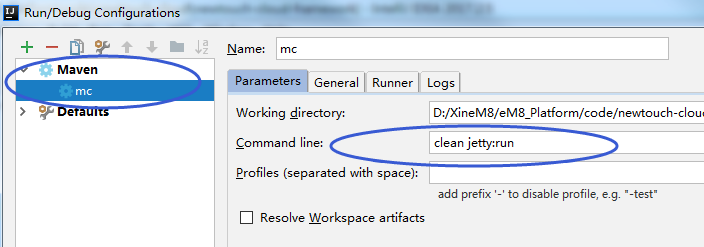 Run/Debug Configurations
Name: mc
Maven
mc
Defaults
Parameters General Runner Logs
Working directory: D:/XineM8/eM8_Platform/code/newtouch-cloud
Command line: clean jetty:run
Profiles (separated with space):
add prefix '-' to disable profile, e.g. "-test"
Resolve Workspace artifacts